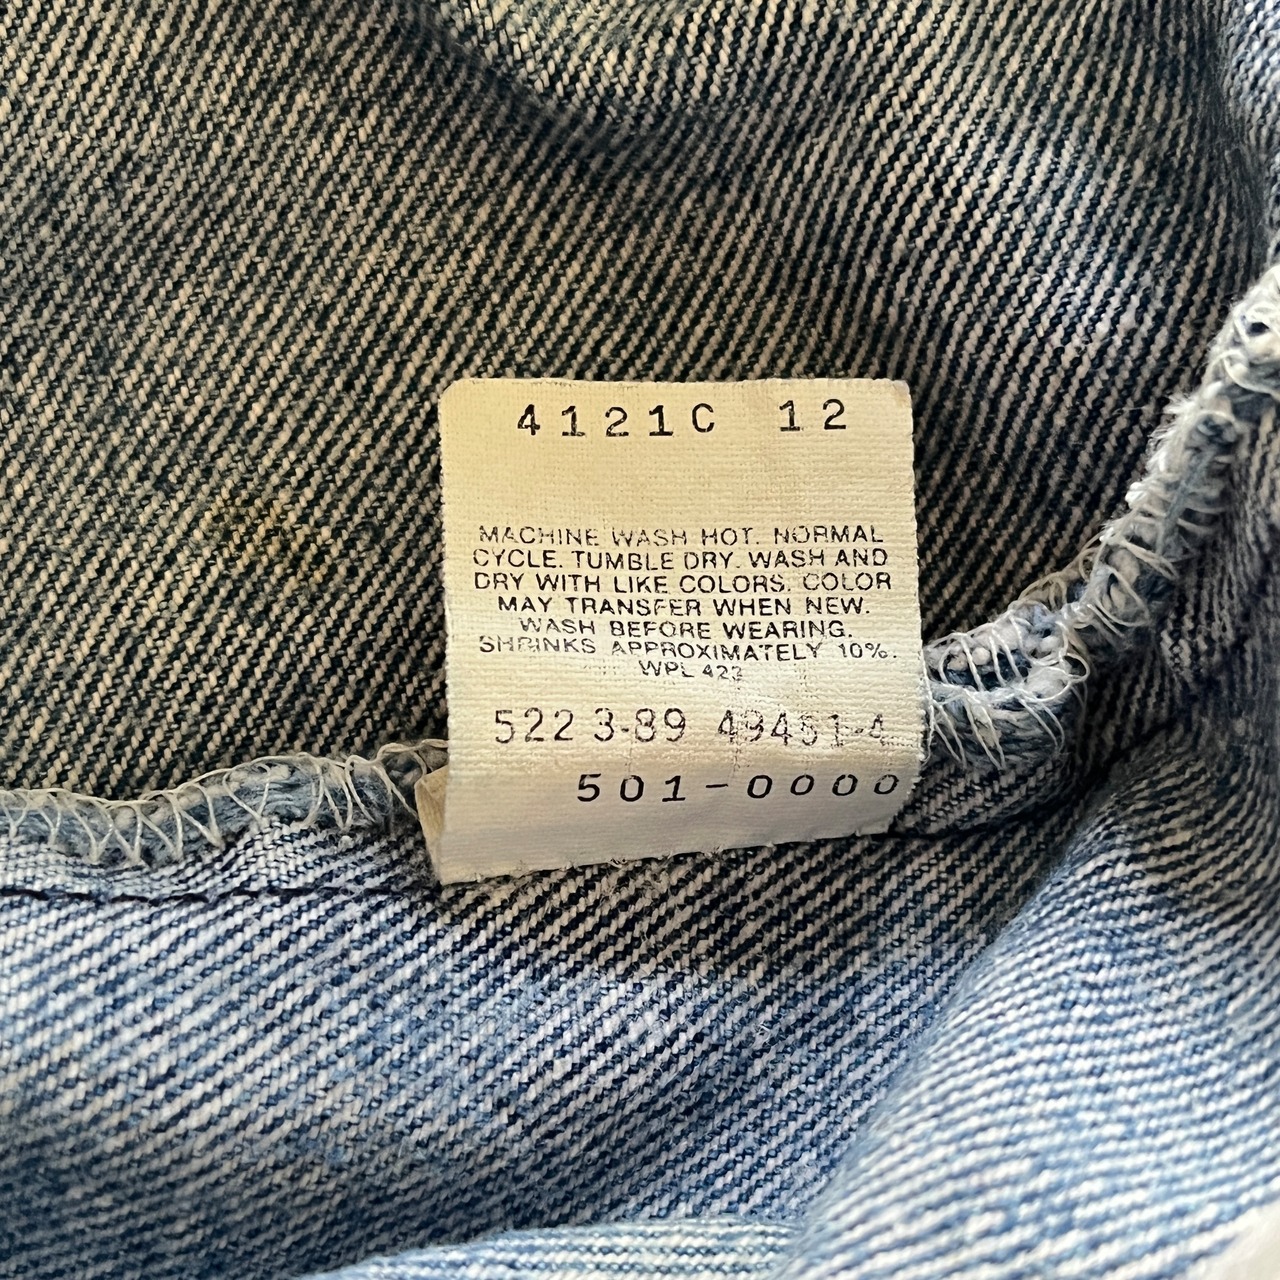 4121C 12
MACHINE WASH HOT. NORMAL
CYCLE. TUMBLE DRY. WASH AND
DRY WITH LIKE COLORS. COLOR
MAY TRANSFER WHEN NEW.
WASH BEFORE WEARING.
SHRINKS APPROXIMATELY 10%.
WPL 423
522 3-89 49451-4
501-0000